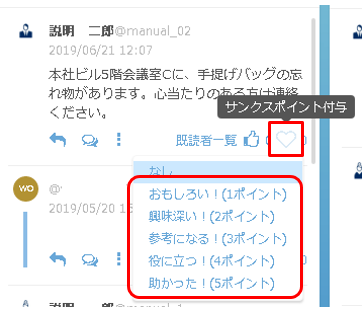 説明　二郎@manual_02
2019/06/21 12:07
本社ビル5階会議室Cに、手提げバッグの忘
れ物があります。心当たりのある方は連絡
ください。
サンクスポイント付与
既読者一覧
なし
WO
おもしろい！(1ポイント)
興味深い！(2ポイント)
2019/05/20
参考になる！(3ポイント)
役に立つ！(4ポイント)
助かった！(5ポイント)